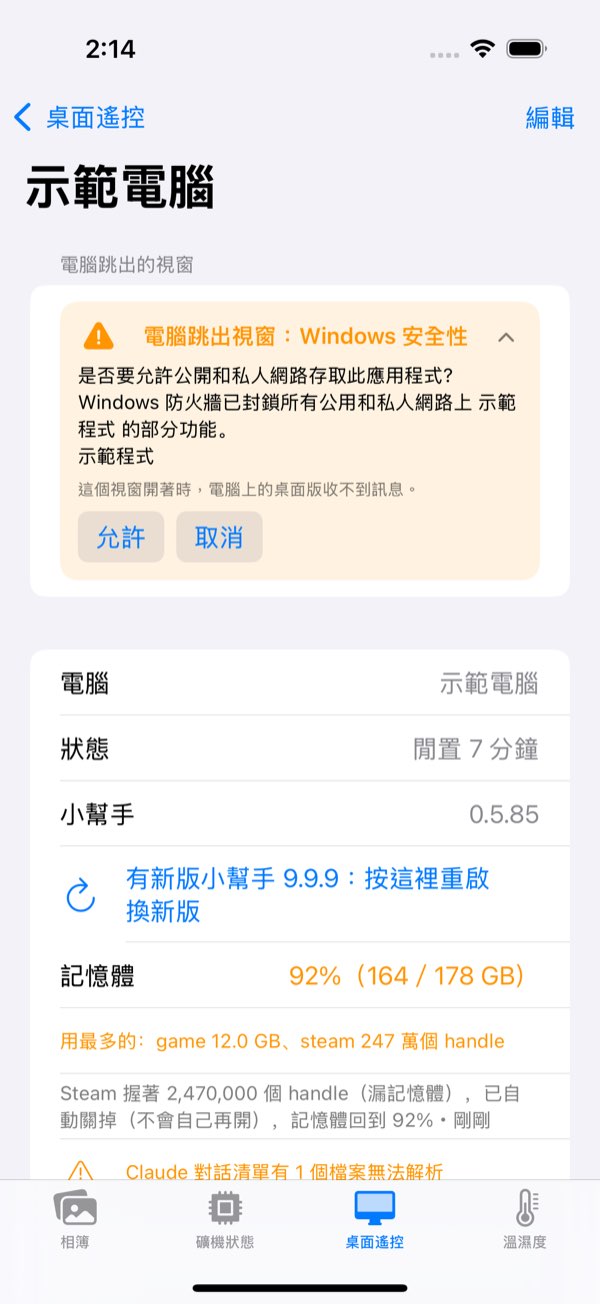 2:14
桌面遙控
編輯
示範電腦
電腦跳出的視窗
電腦跳出視窗：Windows 安全性
是否要允許公開和私人網路存取此應用程式?
Windows 防火牆已封鎖所有公用和私人網路上 示範
程式 的部分功能。
示範程式
這個視窗開著時，電腦上的桌面版收不到訊息。
允許
取消
電腦
示範電腦
狀態
閒置 7 分鐘
小幫手
0.5.85
有新版小幫手 9.9.9：按這裡重啟
換新版
記憶體
92%（164 / 178 GB）
用最多的：game 12.0 GB、steam 247 萬個 handle
Steam 握著 2,470,000 個 handle（漏記憶體），已自
動關掉（不會自己再開），記憶體回到 92%・剛剛
Claude 對話清單有 1 個檔案無法解析
相簿
礦機狀態
桌面遙控
溫濕度